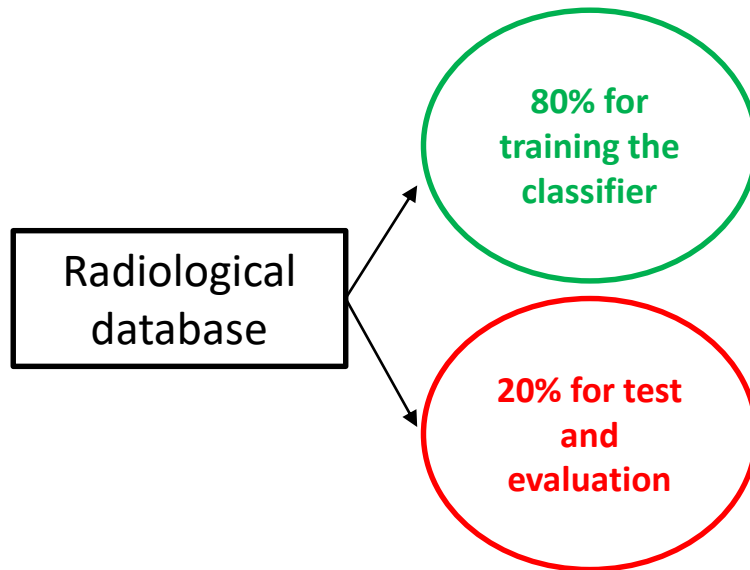 80% for
training the
classifier
Radiological
database
20% for test
and
evaluation